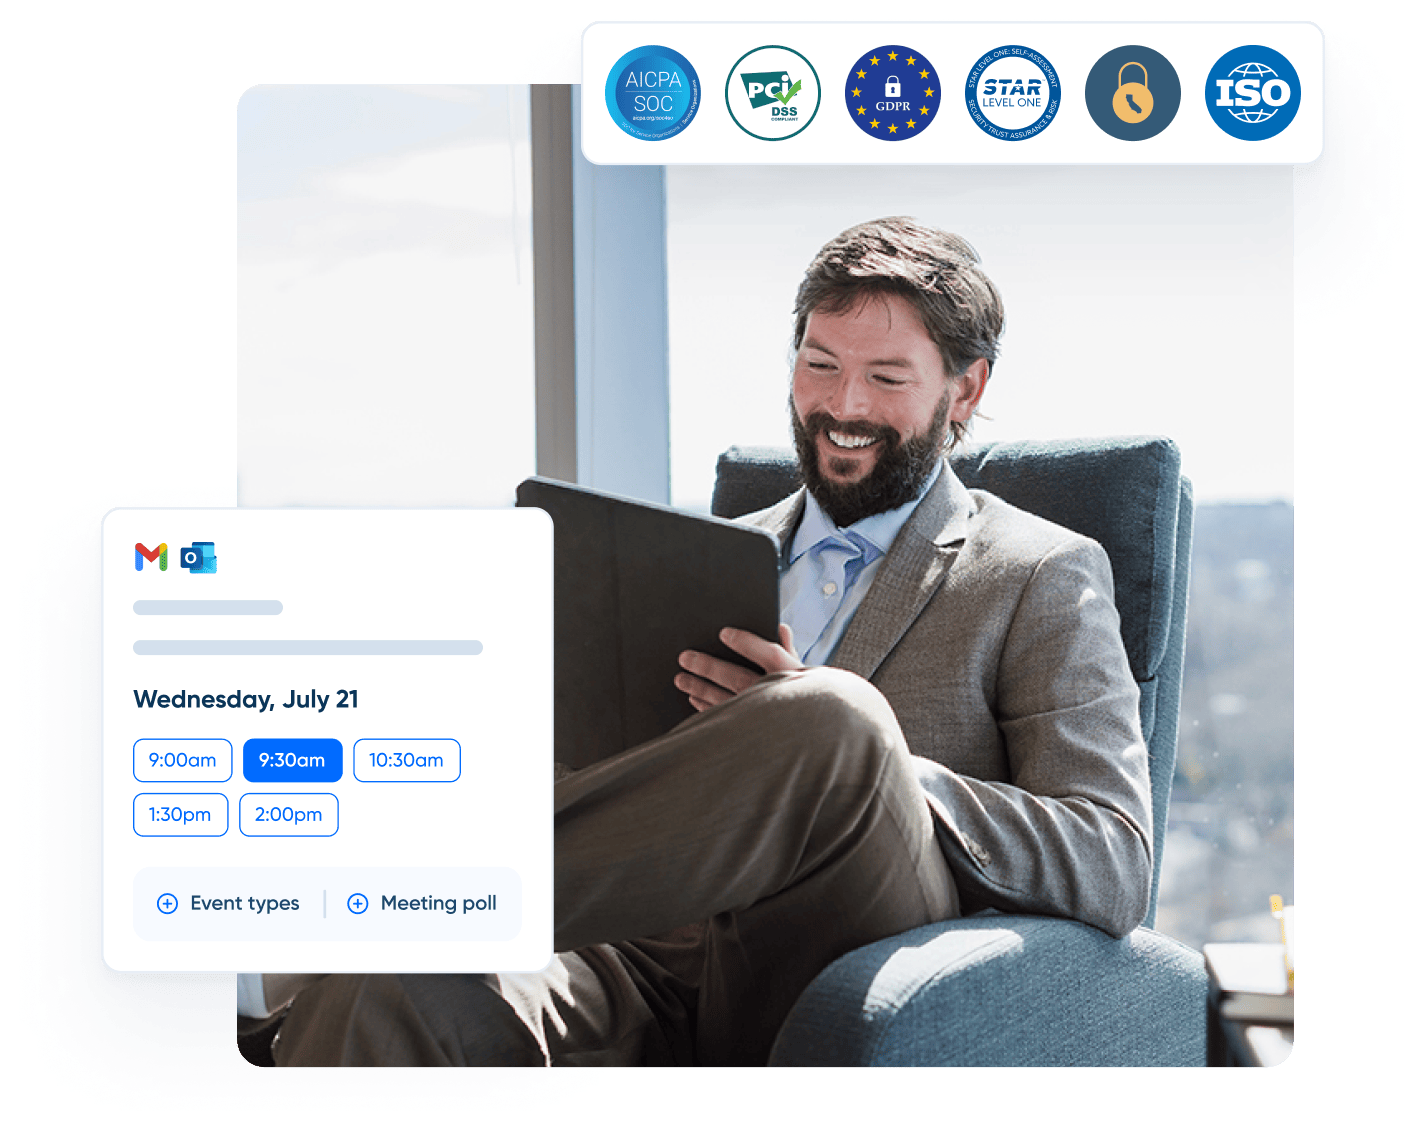 AICPA
SOC
aicpa.org/soc4so
PCi
DSS
COMPLIANT
GDPR
STAR LEVEL ONE: SELF-ASSESSMENT
STAR
LEVEL ONE
SECURITY TRUST ASSURANCE & RISK
ISO
O
Wednesday, July 21
9:00am 9:30am 10:30am
1:30pm 2:00pm
Event types Meeting poll